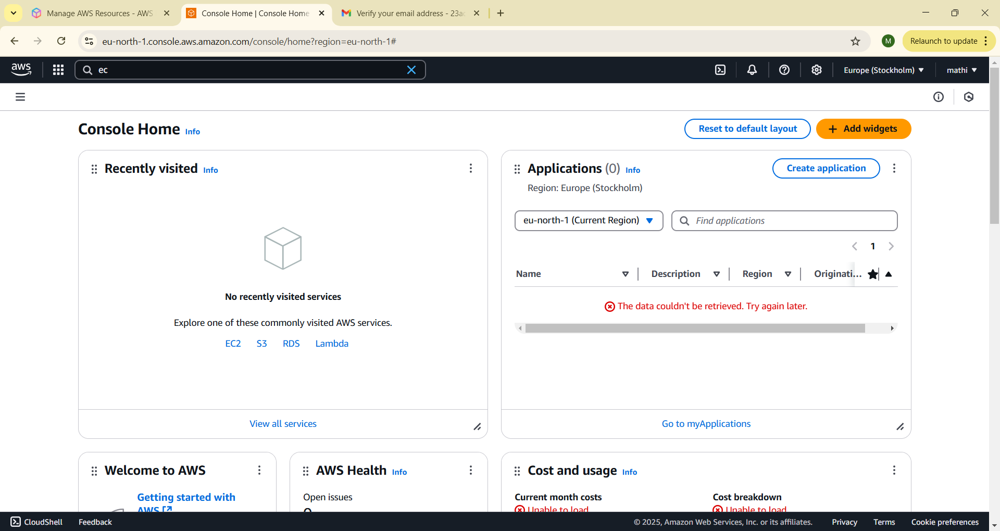 Manage AWS Resources - AWS
Console Home | Console Home
Verify your email address - 23ac
eu-north-1.console.aws.amazon.com/console/home?region=eu-north-1#
M
Relaunch to update
aws
ec
Europe (Stockholm)
mathi
Console Home Info
Reset to default layout
+ Add widgets
Recently visited Info
No recently visited services
Explore one of these commonly visited AWS services.
EC2 S3 RDS Lambda
View all services
Applications (0) Info
Create application
Region: Europe (Stockholm)
eu-north-1 (Current Region)
Find applications
1
Name Description Region Originati...
The data couldn't be retrieved. Try again later.
Go to myApplications
Welcome to AWS
Getting started with
AWS
AWS Health Info
Open issues
Cost and usage Info
Current month costs
Unable to load
Cost breakdown
Unable to load
CloudShell
Feedback
© 2025, Amazon Web Services, Inc. or its affiliates.
Privacy
Terms
Cookie preferences